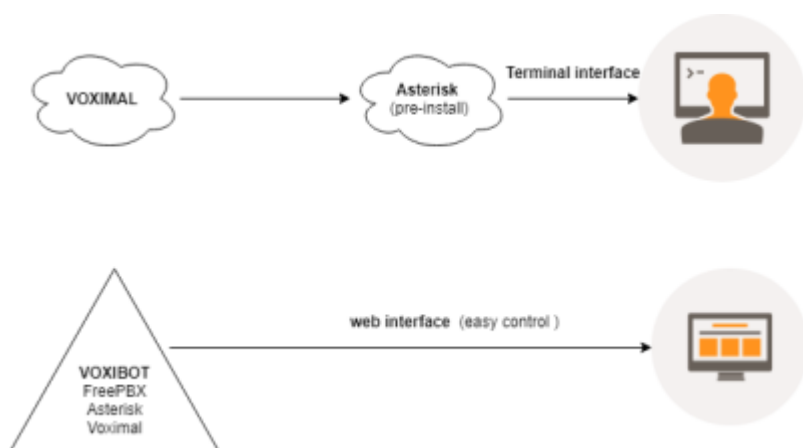 VOXIMAL
Asterisk
(pre-install)
Terminal interface
>-
web interface (easy control )
VOXIBOT
FreePBX
Asterisk
Voximal